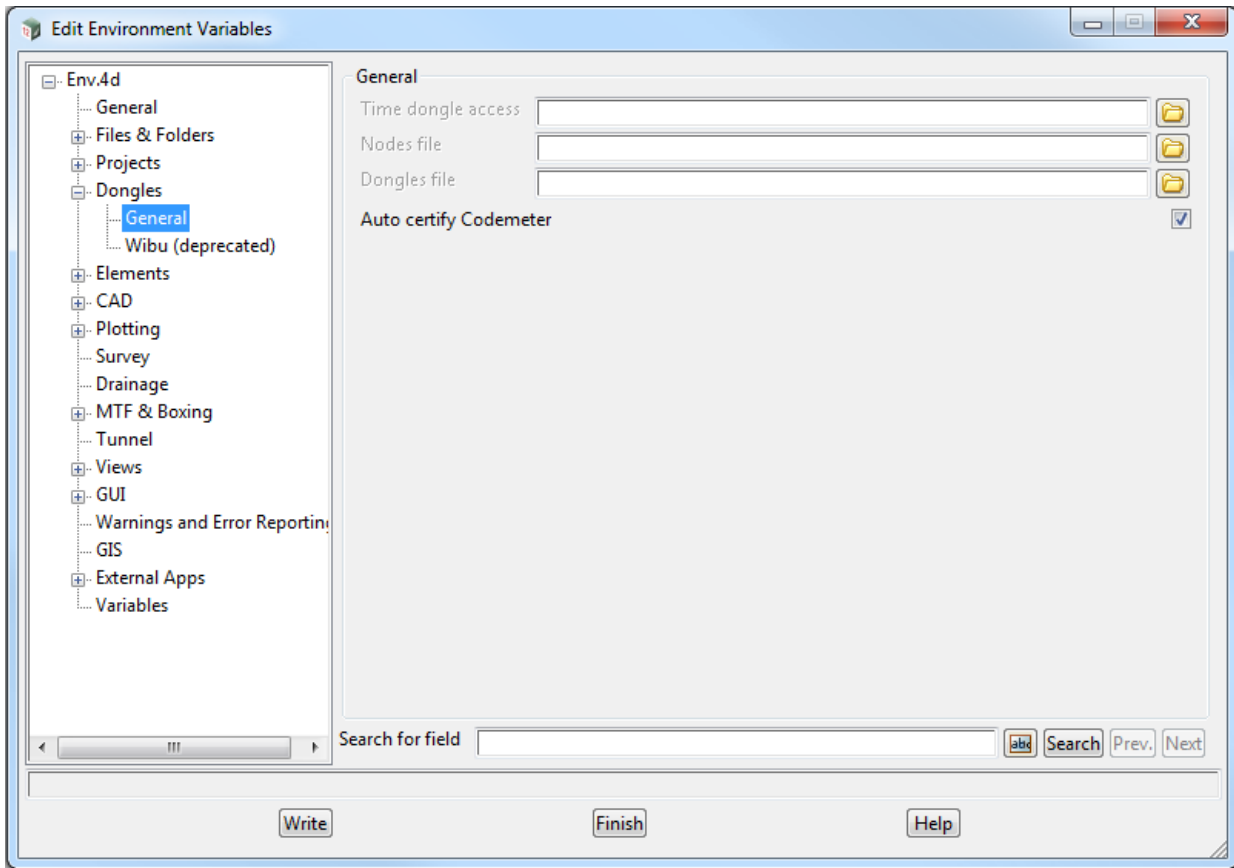 Edit Environment Variables
Env.4d
General
Files & Folders
Projects
Dongles
General
Wibu (deprecated)
Elements
CAD
Plotting
Survey
Drainage
MTF & Boxing
Tunnel
Views
GUI
Warnings and Error Reporting
GIS
External Apps
Variables
General
Time dongle access
Nodes file
Dongles file
Auto certify Codemeter
Search for field
abc
Search
Prev.
Next
Write
Finish
Help